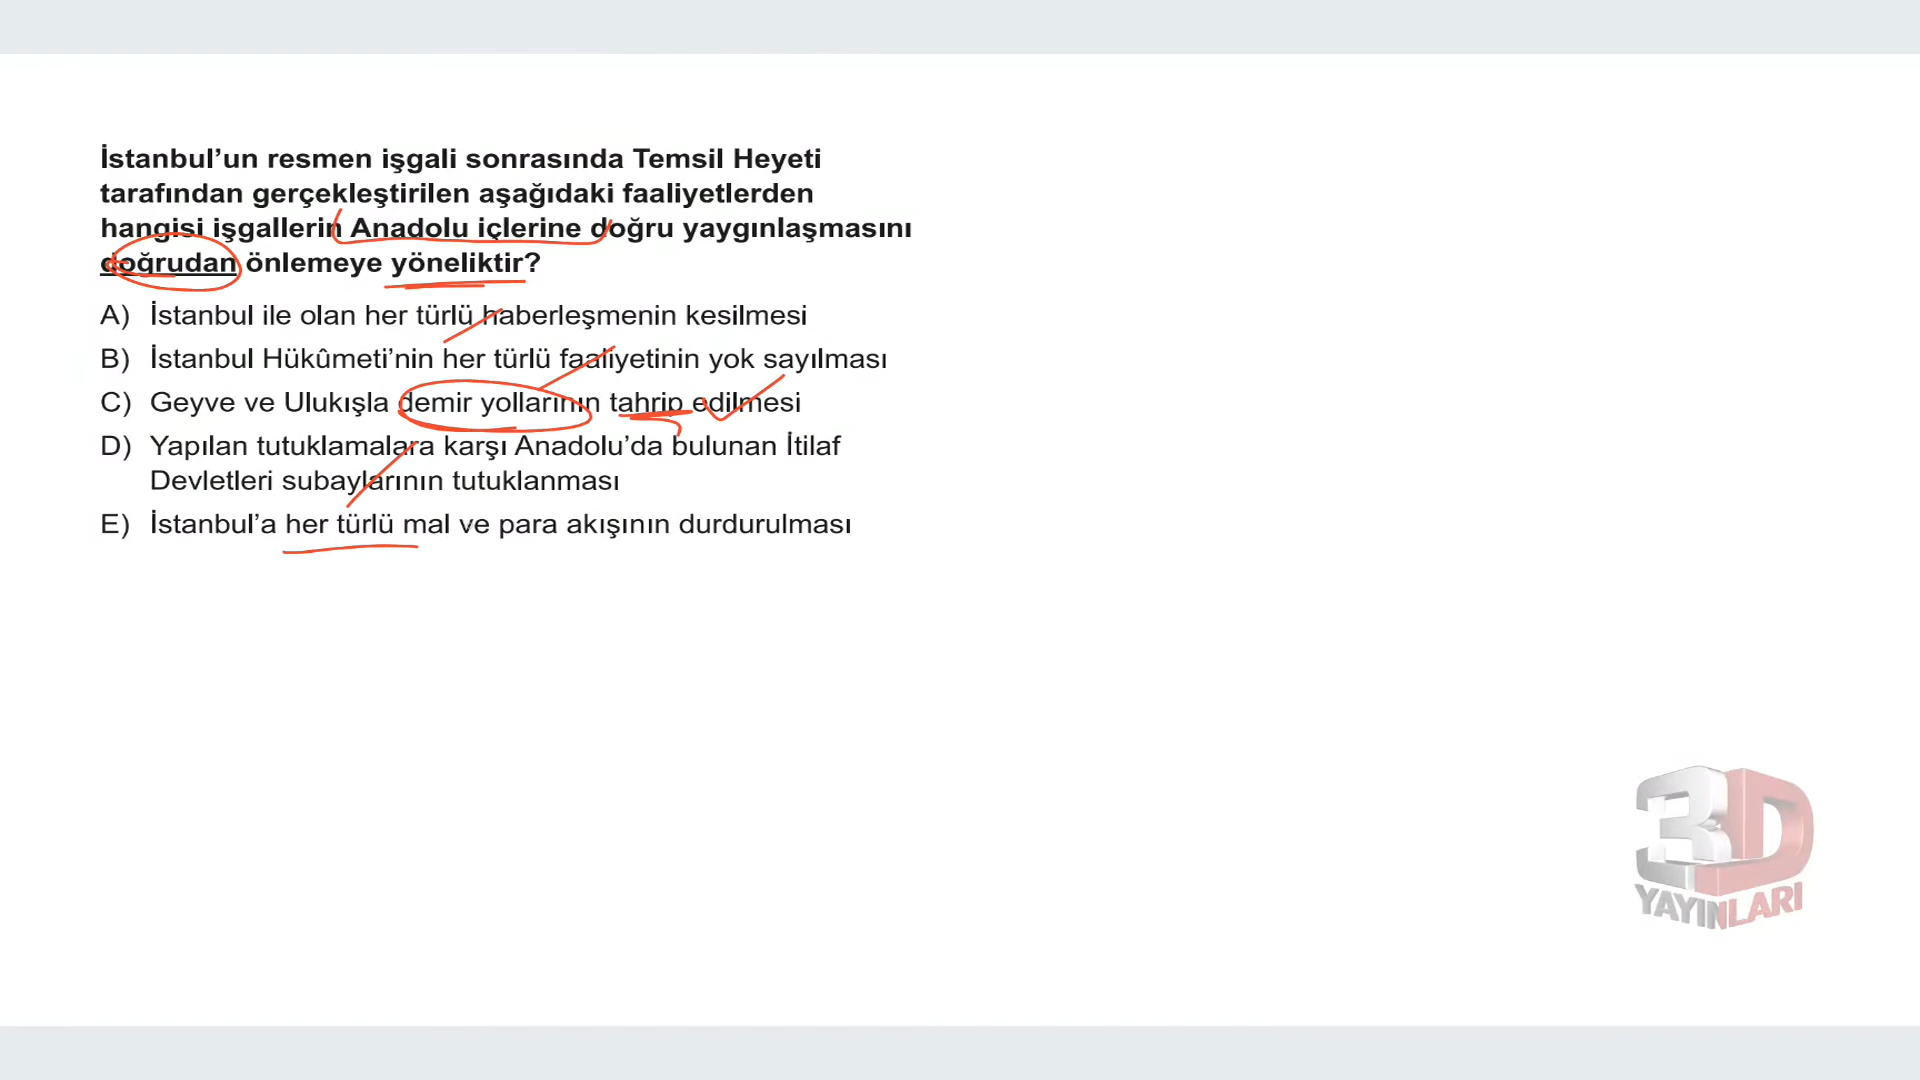 İstanbul’un resmen işgali sonrasında Temsil Heyeti
tarafından gerçekleştirilen aşağıdaki faaliyetlerden
hangisi işgallerin Anadolu içlerine doğru yaygınlaşmasını
doğrudan önlemeye yöneliktir?
A) İstanbul ile olan her türlü haberleşmenin kesilmesi
B) İstanbul Hükûmeti’nin her türlü faaliyetinin yok sayılması
C) Geyve ve Ulukışla demir yollarının tahrip edilmesi
D) Yapılan tutuklamalara karşı Anadolu’da bulunan İtilaf
Devletleri subaylarının tutuklanması
E) İstanbul’a her türlü mal ve para akışının durdurulması
3D
YAYINLARI